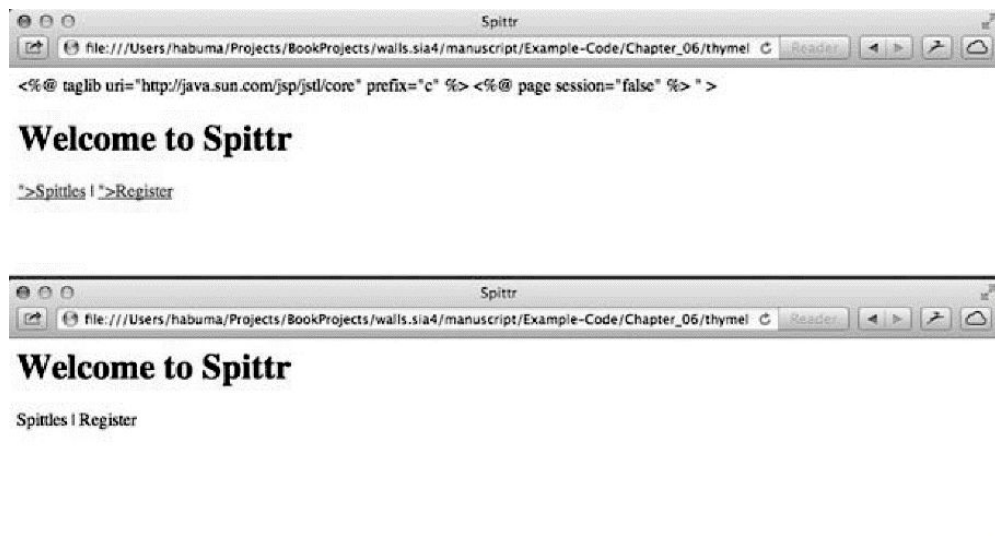 Spittr
file:///Users/habuma/Projects/BookProjects/walls.sia4/manuscript/Example-Code/Chapter_06/thymel
Reader
<%@ taglib uri="http://java.sun.com/jsp/jstl/core" prefix="c" %> <%@ page session="false" %> " >
Welcome to Spittr
">Spittles | ">Register
Spittr
file:///Users/habuma/Projects/BookProjects/walls.sia4/manuscript/Example-Code/Chapter_06/thymel
Reader
Welcome to Spittr
Spittles | Register